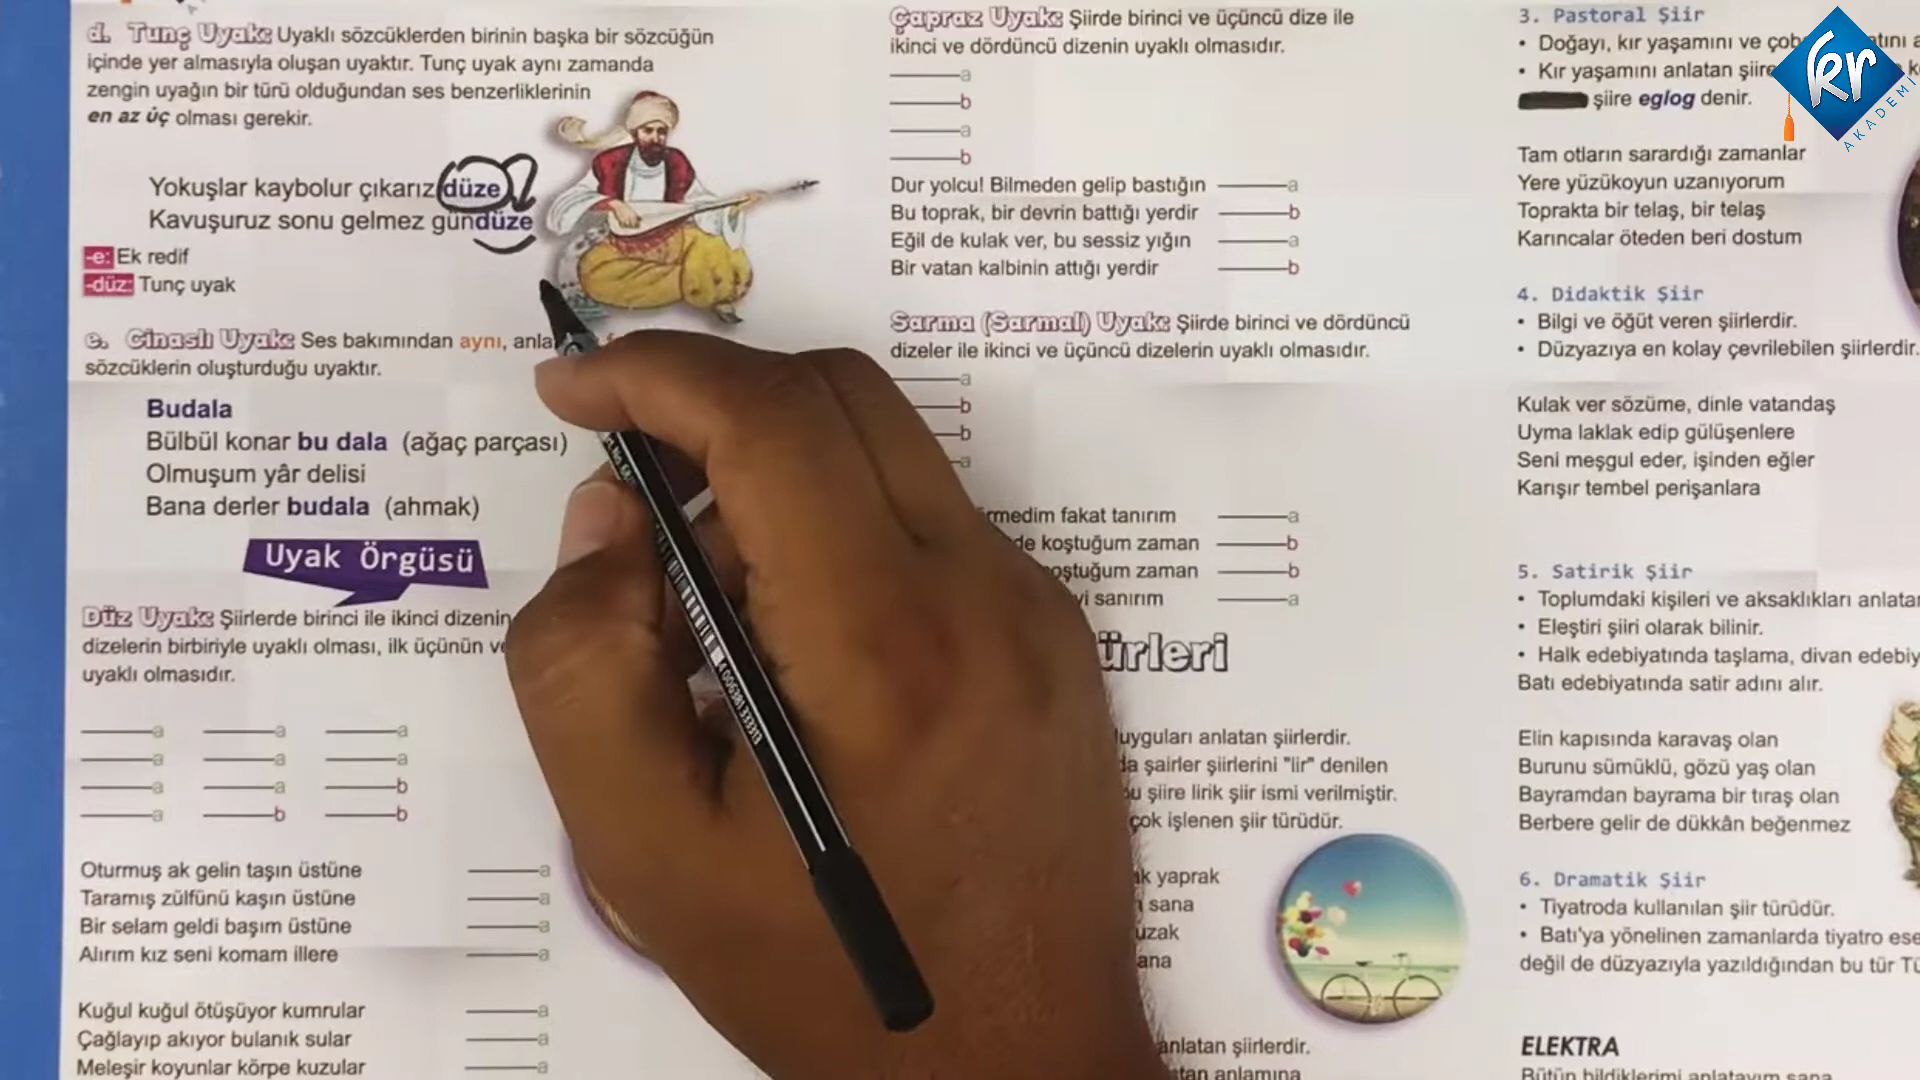 d. Tunç Uyak: Uyaklı sözcüklerden birinin başka bir sözcüğün
içinde yer almasıyla oluşan uyaktır. Tunç uyak aynı zamanda
zengin uyağın bir türü olduğundan ses benzerliklerinin
en az üç olması gerekir.
Yokuşlar kaybolur çıkarız düze
Kavuşuruz sonu gelmez gündüze
-e: Ek redif
-düz: Tunç uyak
e. Cinaslı Uyak: Ses bakımından aynı,
sözcüklerin oluşturduğu uyaktır.
Budala
Bülbül konar bu dala (ağaç parçası)
Olmuşum yâr delisi
Bana derler budala (ahmak)
Uyak Örgüsü
Düz Uyak: Şiirlerde birinci ile ikinci dizenin
dizelerin birbiriyle uyaklı olması, ilk üçünün
uyaklı olmasıdır.
a a a
a a a
a a b
a b b
Oturmuş ak gelin taşın üstüne a
Taramış zülfünü kaşın üstüne a
Bir selam geldi başım üstüne a
Alırım kız seni komam illere a
Kuğul kuğul ötüşüyor kumrular a
Çağlayıp akıyor bulanık sular a
Meleşir koyunlar körpe kuzular a
Çapraz Uyak: Şiirde birinci ve üçüncü dize ile
ikinci ve dördüncü dizenin uyaklı olmasıdır.
a
b
a
b
Dur yolcu! Bilmeden gelip bastığın a
Bu toprak, bir devrin battığı yerdir b
Eğil de kulak ver, bu sessiz yığın a
Bir vatan kalbinin attığı yerdir b
Sarma (Sarmal) Uyak: Şiirde birinci ve dördüncü
dizeler ile ikinci ve üçüncü dizelerin uyaklı olmasıdır.
a
b
b
a
fakat tanırım a
koştuğum zaman b
zaman b
sanırım a
duyguları anlatan şiirlerdir.
şairler şiirlerini "lir" denilen
şiire lirik şiir ismi verilmiştir.
çok işlenen şiir türüdür.
yaprak
sana
uzak
anlatan şiirlerdir.
anlamına
3. Pastoral Şiir
• Doğayı, kır yaşamını ve
• Kır yaşamını anlatan
şiire eglog denir.
Tam otların sarardığı zamanlar
Yere yüzükoyun uzanıyorum
Toprakta bir telaş, bir telaş
Karıncalar öteden beri dostum
4. Didaktik Şiir
• Bilgi ve öğüt veren şiirlerdir.
• Düzyazıya en kolay çevrilebilen şiirlerdir.
Kulak ver sözüme, dinle vatandaş
Uyma laklak edip gülüşenlere
Seni meşgul eder, işinden eğler
Karışır tembel perişanlara
5. Satirik Şiir
• Toplumdaki kişileri ve aksaklıkları
• Eleştiri şiiri olarak bilinir.
• Halk edebiyatında taşlama, divan
Batı edebiyatında satir adını alır.
Elin kapısında karavaş olan
Burunu sümüklü, gözü yaş olan
Bayramdan bayrama bir tıraş olan
Berbere gelir de dükkân beğenmez
6. Dramatik Şiir
• Tiyatroda kullanılan şiir türüdür.
• Batı'ya yönelinen zamanlarda tiyatro
değil de düzyazıyla yazıldığından bu tür
ELEKTRA
Bütün bildiklerimi anlatayım sana
kr
AKADEMİ